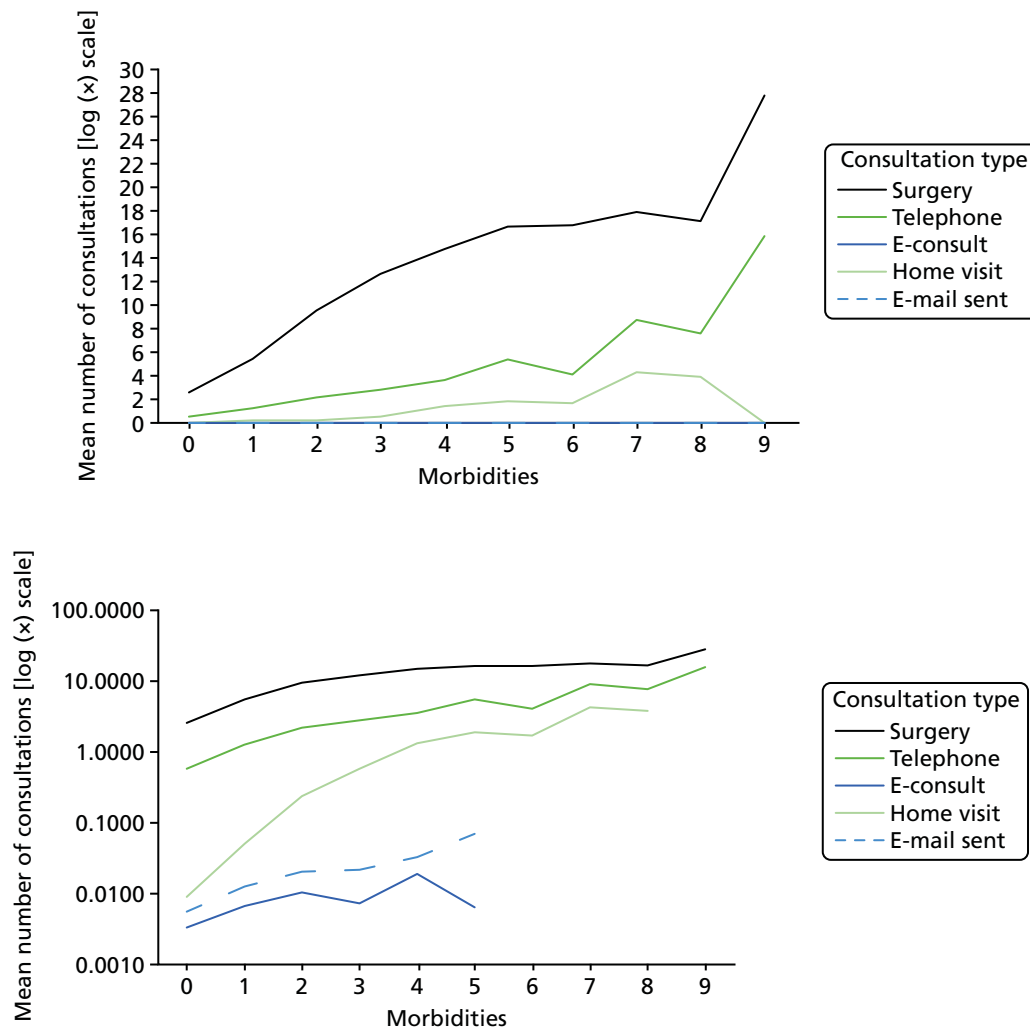 Mean number of consultations [log (×) scale]
30
28
26
24
22
20
18
16
14
12
10
8
6
4
2
0
0 1 2 3 4 5 6 7 8 9
Morbidities
Consultation type
Surgery
Telephone
E-consult
Home visit
E-mail sent
Mean number of consultations [log (×) scale]
100.0000
10.0000
1.0000
0.1000
0.0100
0.0010
0 1 2 3 4 5 6 7 8 9
Morbidities
Consultation type
Surgery
Telephone
E-consult
Home visit
E-mail sent